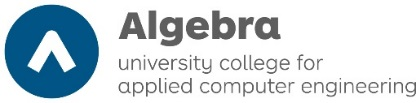 Algebra
university college for
applied computer engineering